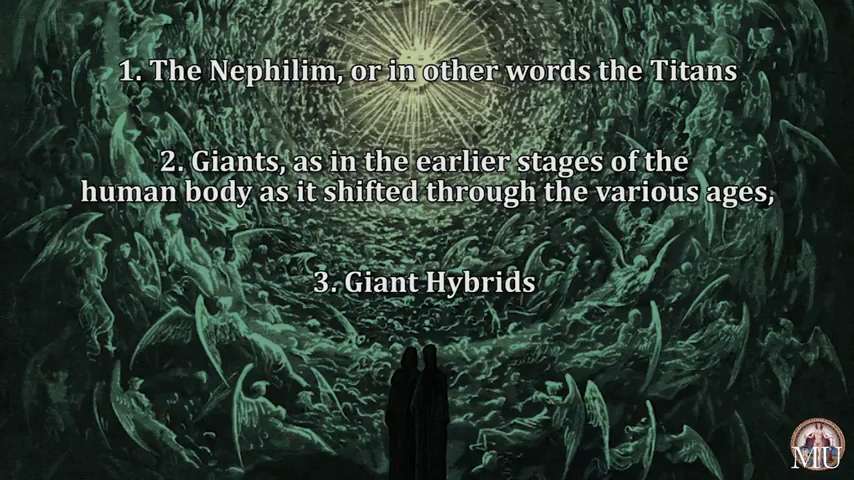 1. The Nephilim, or in other words the Titans
2. Giants, as in the earlier stages of the
human body as it shifted through the various ages,
3. Giant Hybrids
MU